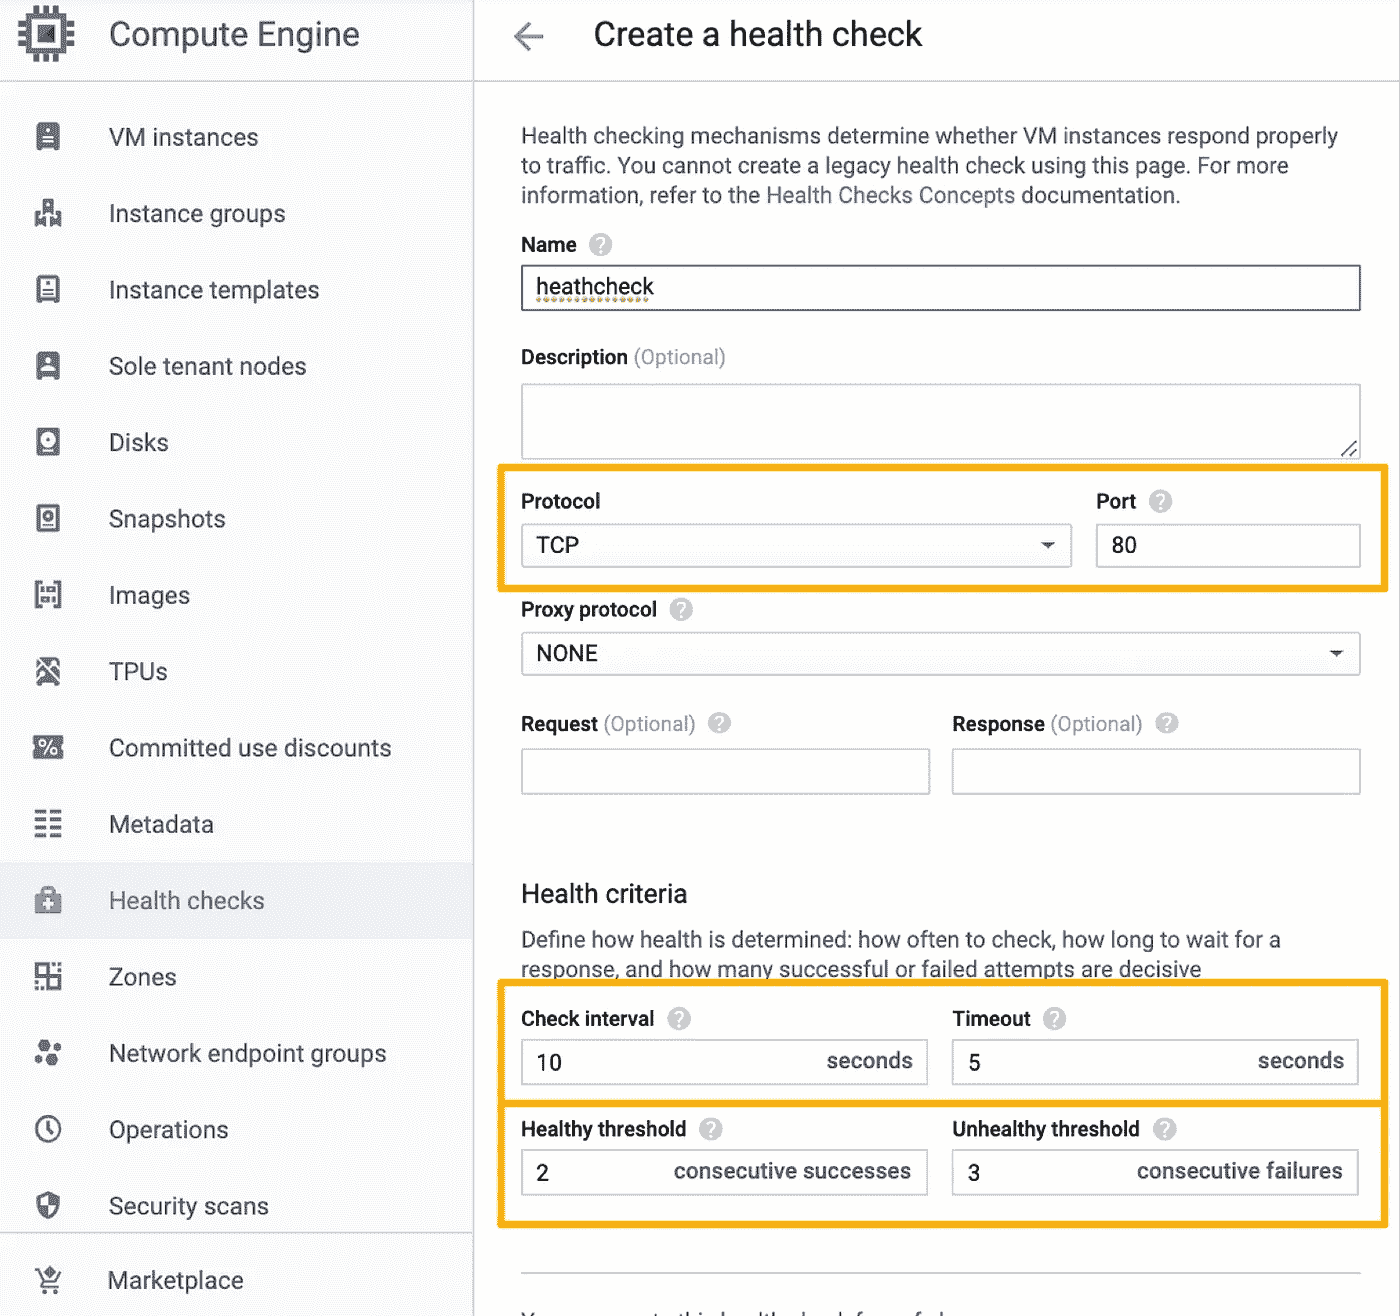 Compute Engine
VM instances
Instance groups
Instance templates
Sole tenant nodes
Disks
Snapshots
Images
TPUs
Committed use discounts
Metadata
Health checks
Zones
Network endpoint groups
Operations
Security scans
Marketplace
Create a health check
Health checking mechanisms determine whether VM instances respond properly
to traffic. You cannot create a legacy health check using this page. For more
information, refer to the Health Checks Concepts documentation.
Name
heathcheck
Description (Optional)
Protocol Port
TCP 80
Proxy protocol
NONE
Request (Optional) Response (Optional)
Health criteria
Define how health is determined: how often to check, how long to wait for a
response, and how many successful or failed attempts are decisive
Check interval Timeout
10 seconds 5 seconds
Healthy threshold Unhealthy threshold
2 consecutive successes 3 consecutive failures